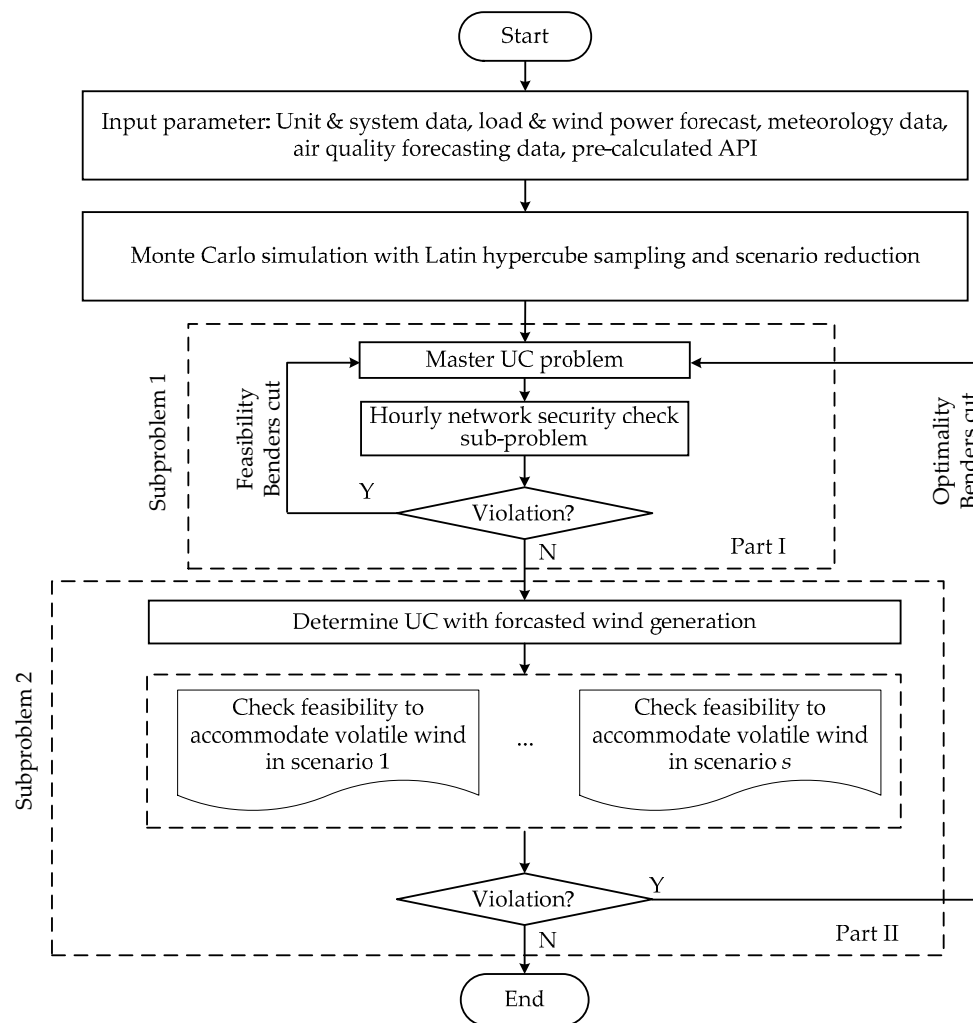 Start
Input parameter: Unit & system data, load & wind power forecast, meteorology data,
air quality forecasting data, pre-calculated API
Monte Carlo simulation with Latin hypercube sampling and scenario reduction
Subproblem 1
Master UC problem
Feasibility
Benders cut
Hourly network security check
sub-problem
Optimality
Benders cut
Y
Violation?
N
Part I
Subproblem 2
Determine UC with forcasted wind generation
Check feasibility to
accommodate volatile wind
in scenario 1
...
Check feasibility to
accommodate volatile wind
in scenario s
Violation?
Y
N
Part II
End